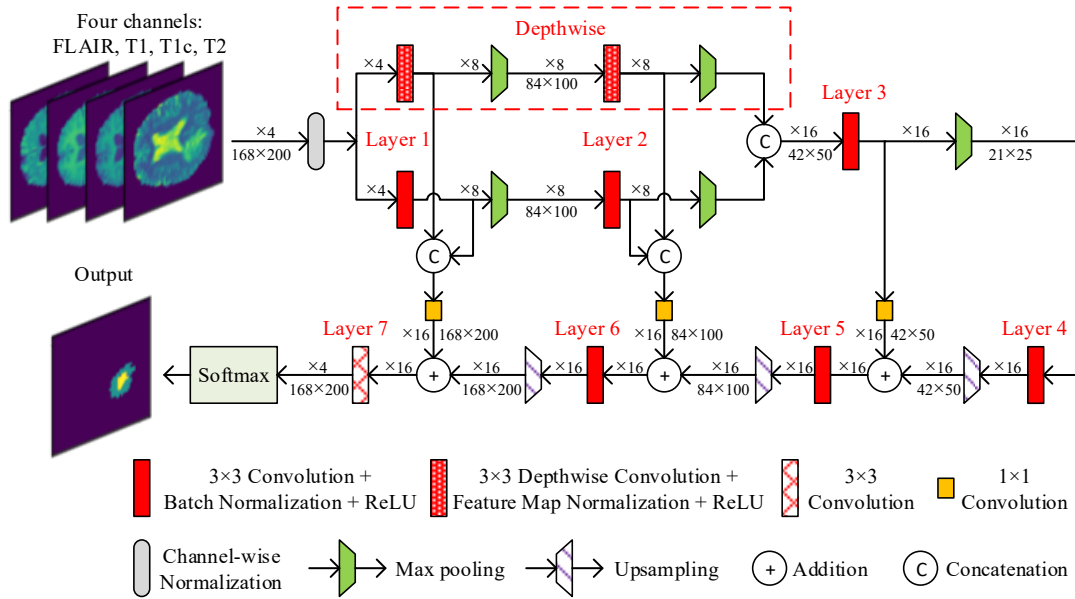 Four channels:
FLAIR, T1, T1c, T2
Depthwise
×4
×8
×8
84×100
×8
Layer 3
×4
168×200
Layer 1
Layer 2
C
×16
42×50
×16
×16
21×25
×4
×8
×8
84×100
×8
C
C
Output
Layer 7
×16
168×200
Layer 6
×16
84×100
Layer 5
×16
42×50
Layer 4
Softmax
×4
168×200
×16
+
×16
168×200
×16
×16
+
×16
84×100
×16
×16
+
×16
42×50
×16
3×3 Convolution +
Batch Normalization + ReLU
3×3 Depthwise Convolution +
Feature Map Normalization + ReLU
3×3
Convolution
1×1
Convolution
Channel-wise
Normalization
Max pooling
Upsampling
+
Addition
C
Concatenation